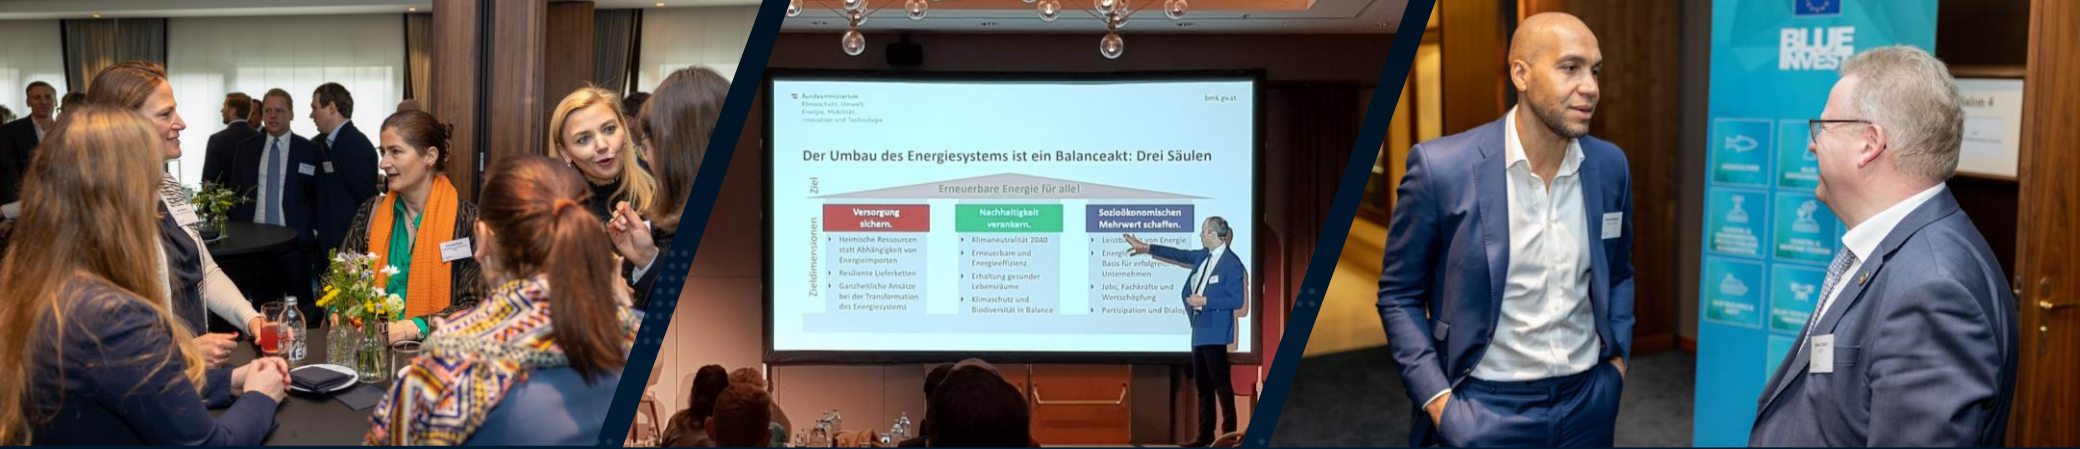 Bundesministerium
Klimaschutz, Umwelt,
Energie, Mobilität,
Innovation und Technologie
bmk.gv.at
Der Umbau des Energiesystems ist ein Balanceakt: Drei Säulen
Ziel
Erneuerbare Energie für alle!
Zieldimensionen
Versorgung
sichern.
Heimische Ressourcen
statt Abhängigkeit von
Energieimporten
Resiliente Lieferketten
Ganzheitliche Ansätze
bei der Transformation
des Energiesystems
Nachhaltigkeit
verankern.
Klimaneutralität 2040
Erneuerbare und
Energieeffizienz
Erhaltung gesunder
Lebensräume
Klimaschutz und
Biodiversität in Balance
Sozioökonomischen
Mehrwert schaffen.
von Energie
Basis für
Unternehmen
Jobs, Fachkräfte und
Wertschöpfung
Partizipation und Dialog
BLUE
INVEST